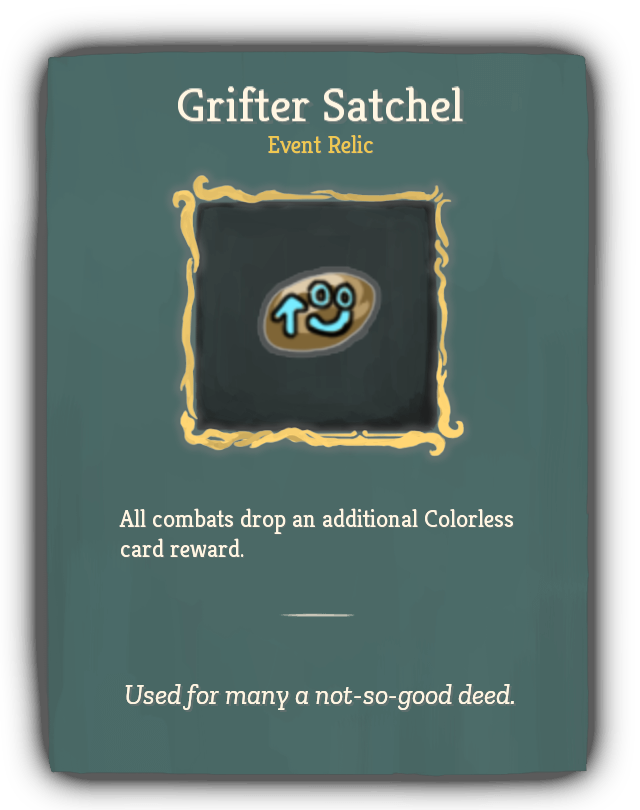 Grifter Satchel
Event Relic
All combats drop an additional Colorless
card reward.
Used for many a not-so-good deed.